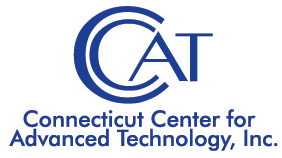 CCAT
Connecticut Center for
Advanced Technology, Inc.